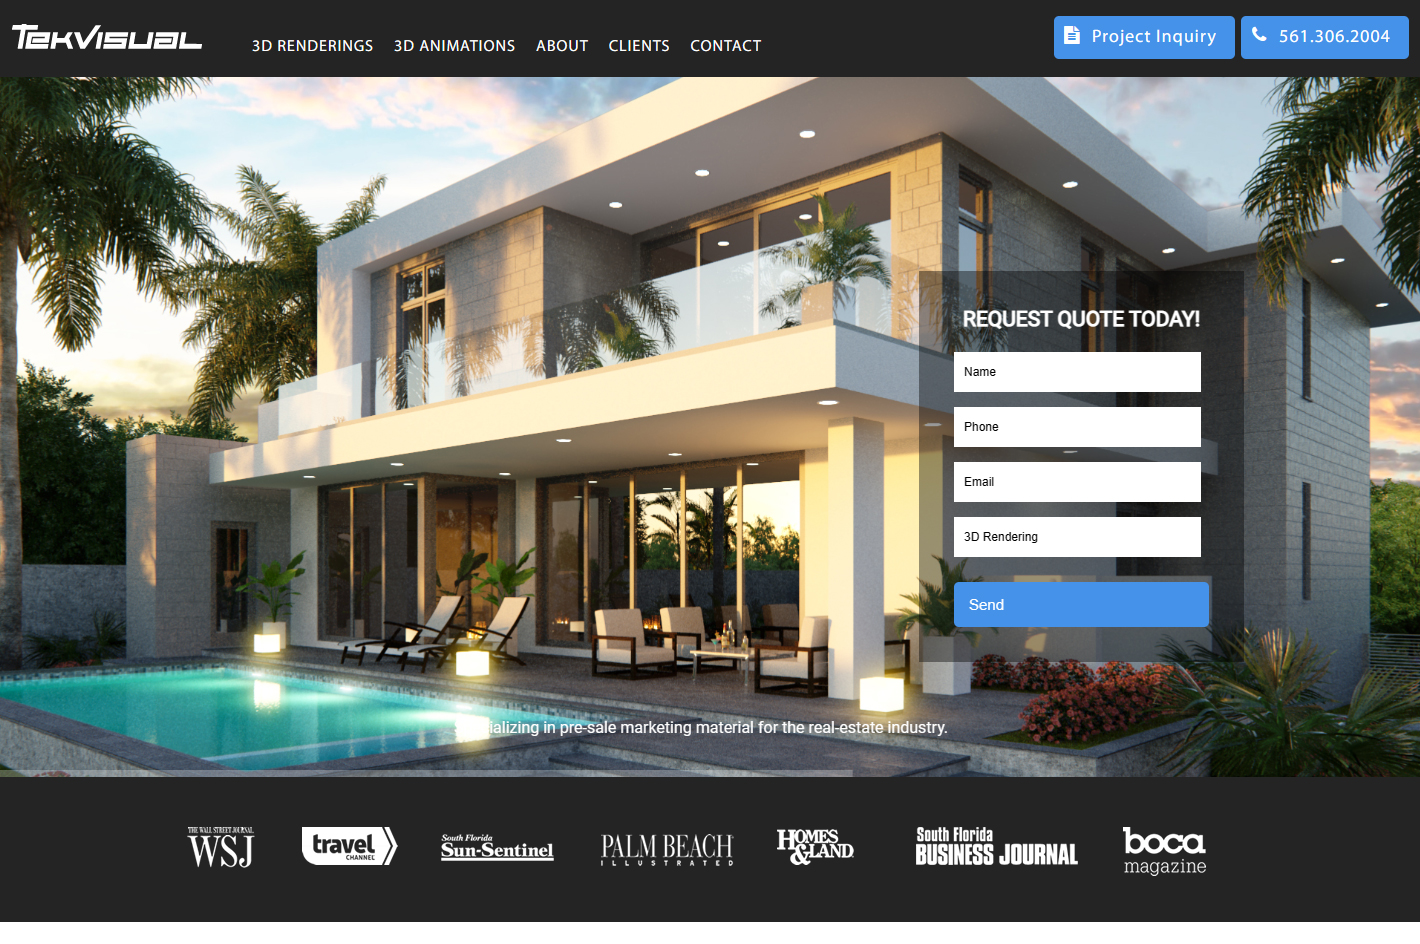 TEKVISUAL
3D RENDERINGS
3D ANIMATIONS
ABOUT
CLIENTS
CONTACT
Project Inquiry
561.306.2004
REQUEST QUOTE TODAY!
Name
Phone
Email
3D Rendering
Send
ializing in pre-sale marketing material for the real-estate industry.
THE WALL STREET JOURNAL
WSJ
travel
CHANNEL
South Florida
Sun-Sentinel
PALM BEACH
ILLUSTRATED
HOMES
&LAND
South Florida
BUSINESS JOURNAL
boca
magazine